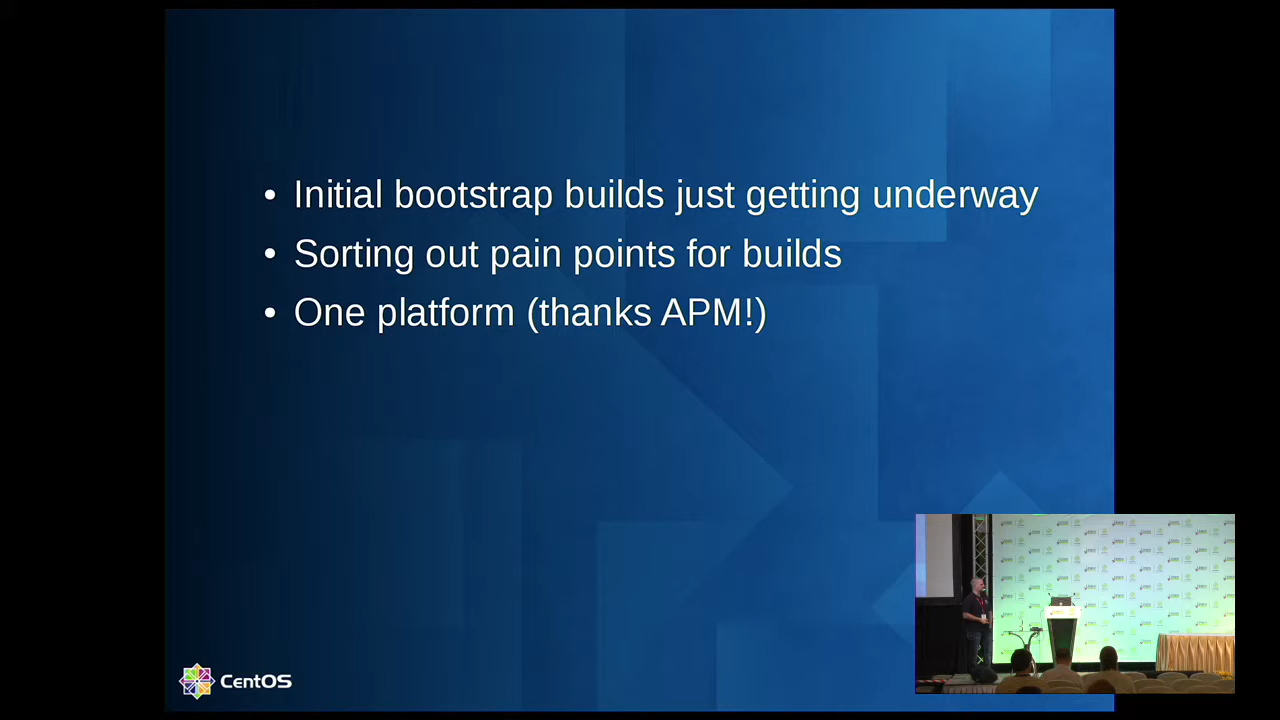 • Initial bootstrap builds just getting underway
• Sorting out pain points for builds
• One platform (thanks APM!)
CentOS